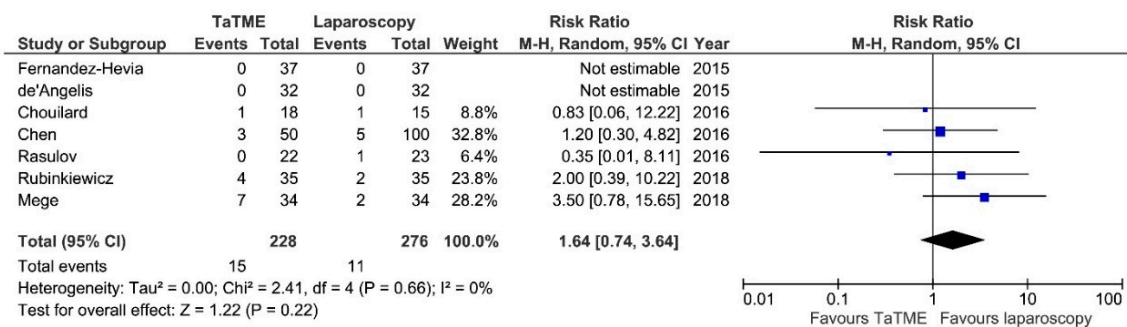 TaTME Laparoscopy Risk Ratio Risk Ratio
Study or Subgroup Events Total Events Total Weight M-H, Random, 95% CI Year M-H, Random, 95% CI
Fernandez-Hevia 0 37 0 37 Not estimable 2015
de'Angelis 0 32 0 32 Not estimable 2015
Chouilard 1 18 1 15 8.8% 0.83 [0.06, 12.22] 2016
Chen 3 50 5 100 32.8% 1.20 [0.30, 4.82] 2016
Rasulov 0 22 1 23 6.4% 0.35 [0.01, 8.11] 2016
Rubinkiewicz 4 35 2 35 23.8% 2.00 [0.39, 10.22] 2018
Mege 7 34 2 34 28.2% 3.50 [0.78, 15.65] 2018
Total (95% CI) 228 276 100.0% 1.64 [0.74, 3.64]
Total events 15 11
Heterogeneity: Tau² = 0.00; Chi² = 2.41, df = 4 (P = 0.66); I² = 0%
Test for overall effect: Z = 1.22 (P = 0.22)
0.01 0.1 1 10 100
Favours TaTME Favours laparoscopy